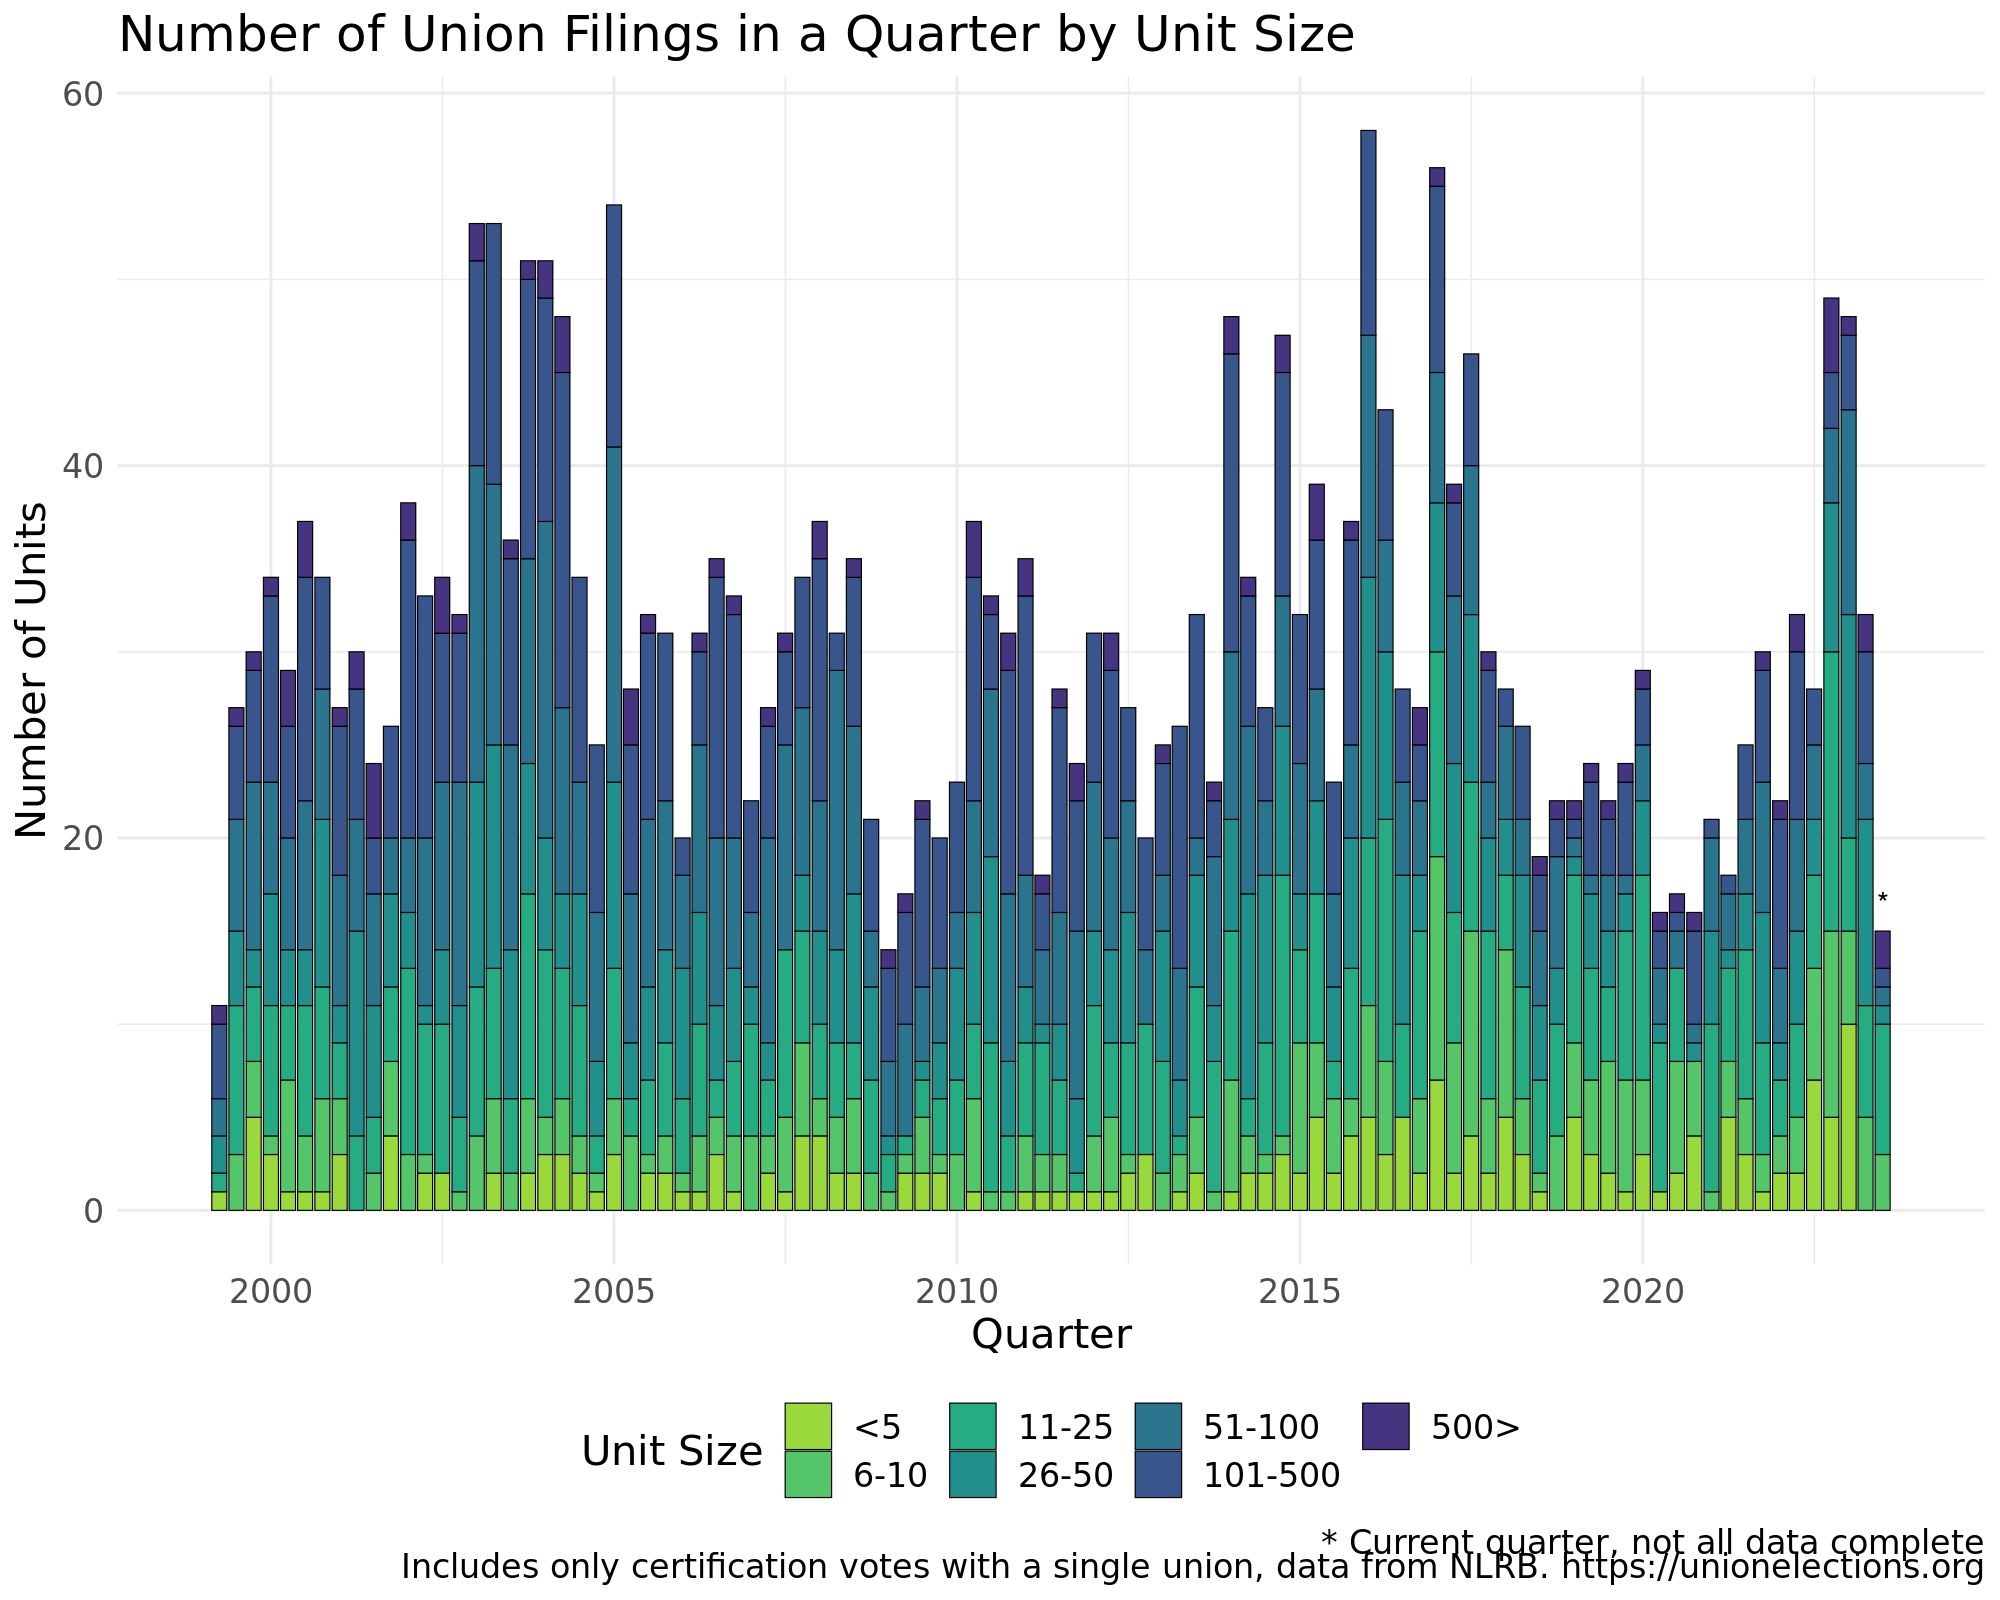 Number of Union Filings in a Quarter by Unit Size
Number of Units
60
40
20
0
*
2000 2005 2010 2015 2020
Quarter
Unit Size
<5 11-25 51-100 500>
6-10 26-50 101-500
* Current quarter, not all data complete
Includes only certification votes with a single union, data from NLRB. https://unionelections.org